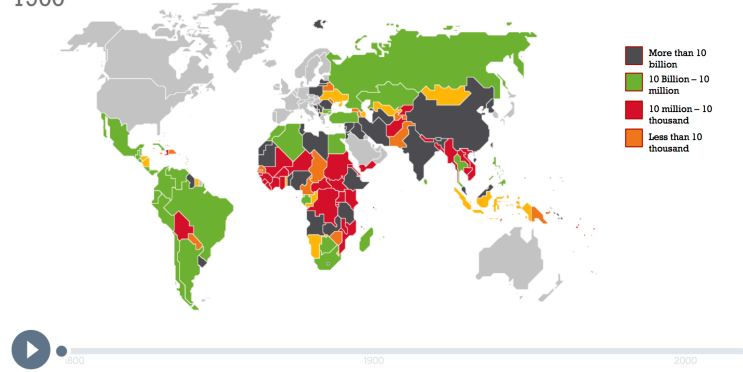 1900
More than 10
billion
10 Billion – 10
million
10 million – 10
thousand
Less than 10
thousand
1800
1900
2000